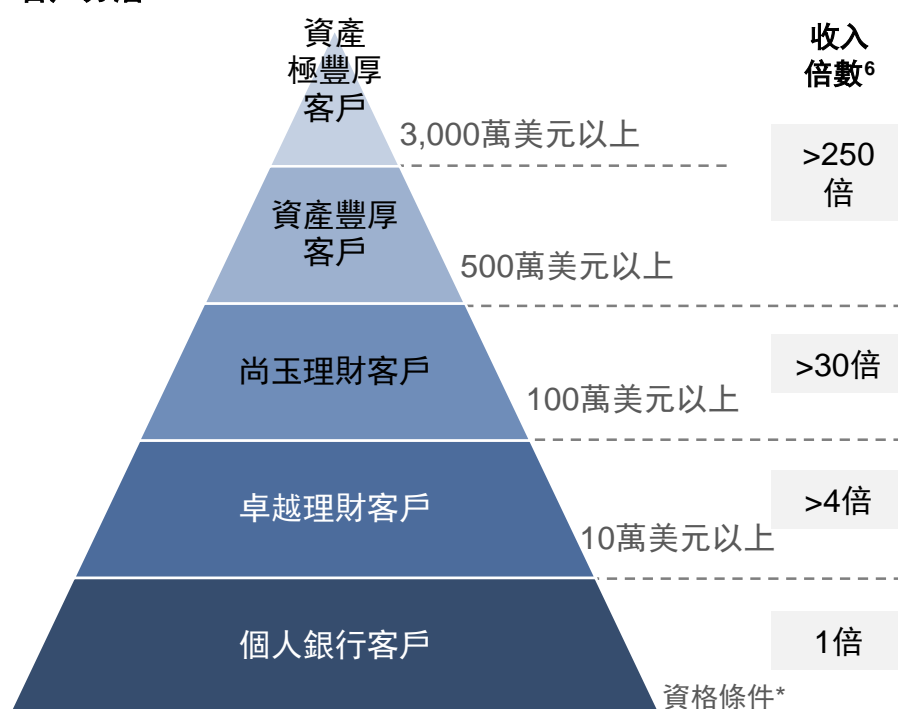 資產
極豐厚
客戶
收入
倍數6
3,000萬美元以上
>250
倍
資產豐厚
客戶
500萬美元以上
尚玉理財客戶
>30倍
100萬美元以上
卓越理財客戶
>4倍
10萬美元以上
個人銀行客戶
1倍
資格條件*